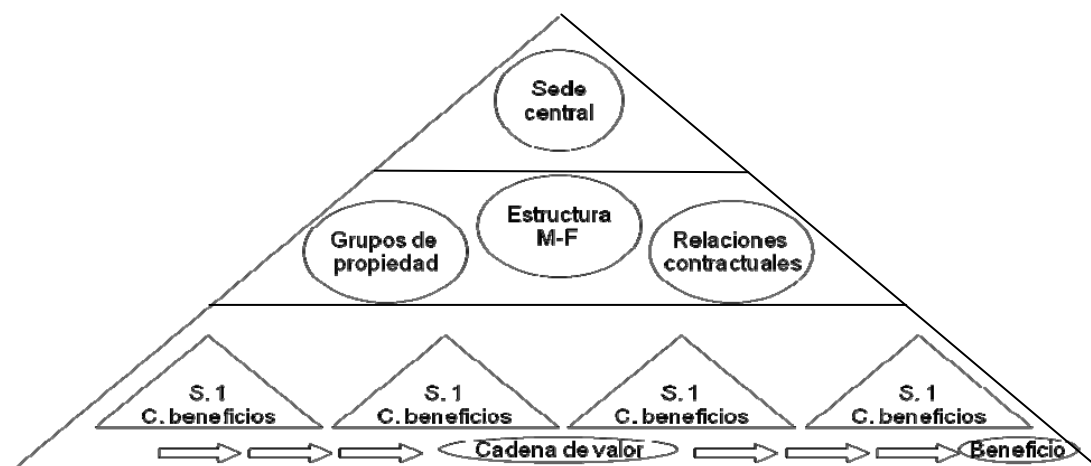 Sede
central
Estructura
M-F
Grupos de
propiedad
Relaciones
contractuales
S. 1
C. beneficios
S. 1
C. beneficios
S. 1
C. beneficios
S. 1
C. beneficios
Cadena de valor
Beneficio